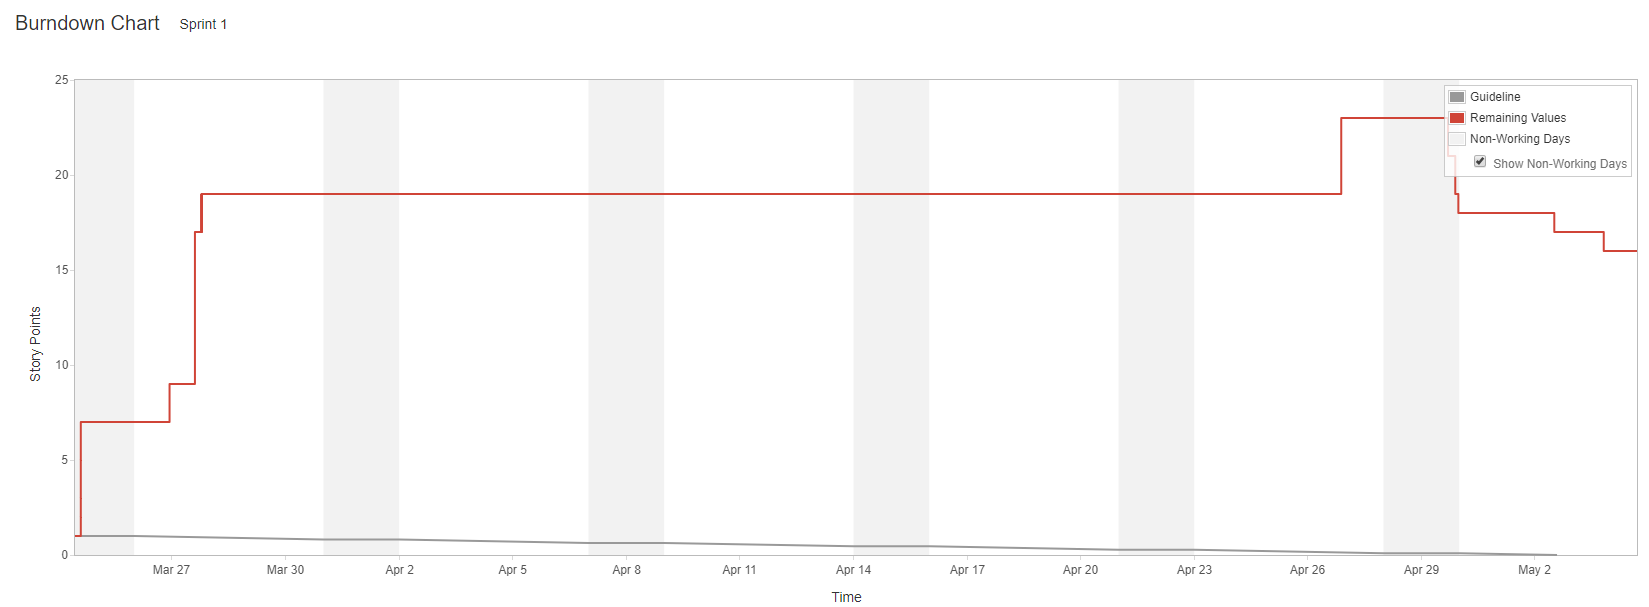 Burndown Chart Sprint 1
25
Guideline
Remaining Values
Non-Working Days
Show Non-Working Days
20
15
10
5
0
Story Points
Mar 27 Mar 30 Apr 2 Apr 5 Apr 8 Apr 11 Apr 14 Apr 17 Apr 20 Apr 23 Apr 26 Apr 29 May 2
Time